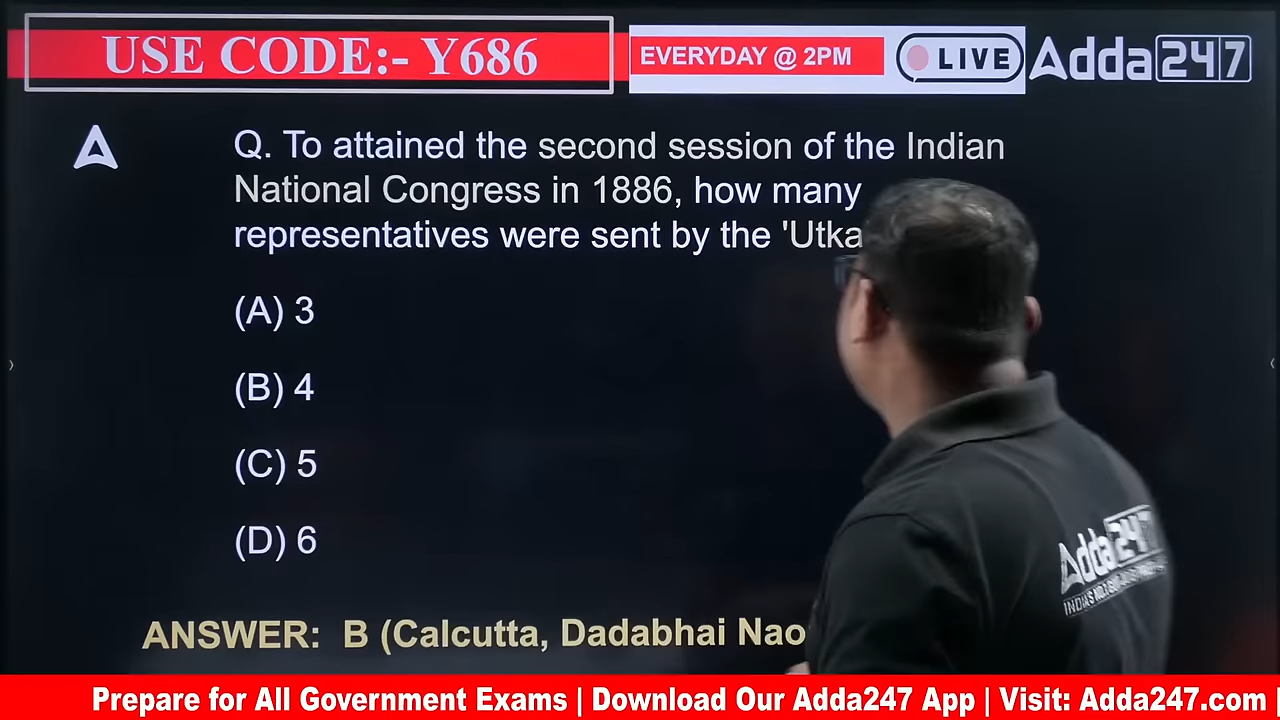 USE CODE:- Y686
EVERYDAY @ 2PM
LIVE
Adda247
Q. To attained the second session of the Indian
National Congress in 1886, how many
representatives were sent by the 'Utka
(A) 3
(B) 4
(C) 5
(D) 6
Adda247
ANSWER: B (Calcutta, Dadabhai Nao
Prepare for All Government Exams | Download Our Adda247 App | Visit: Adda247.com